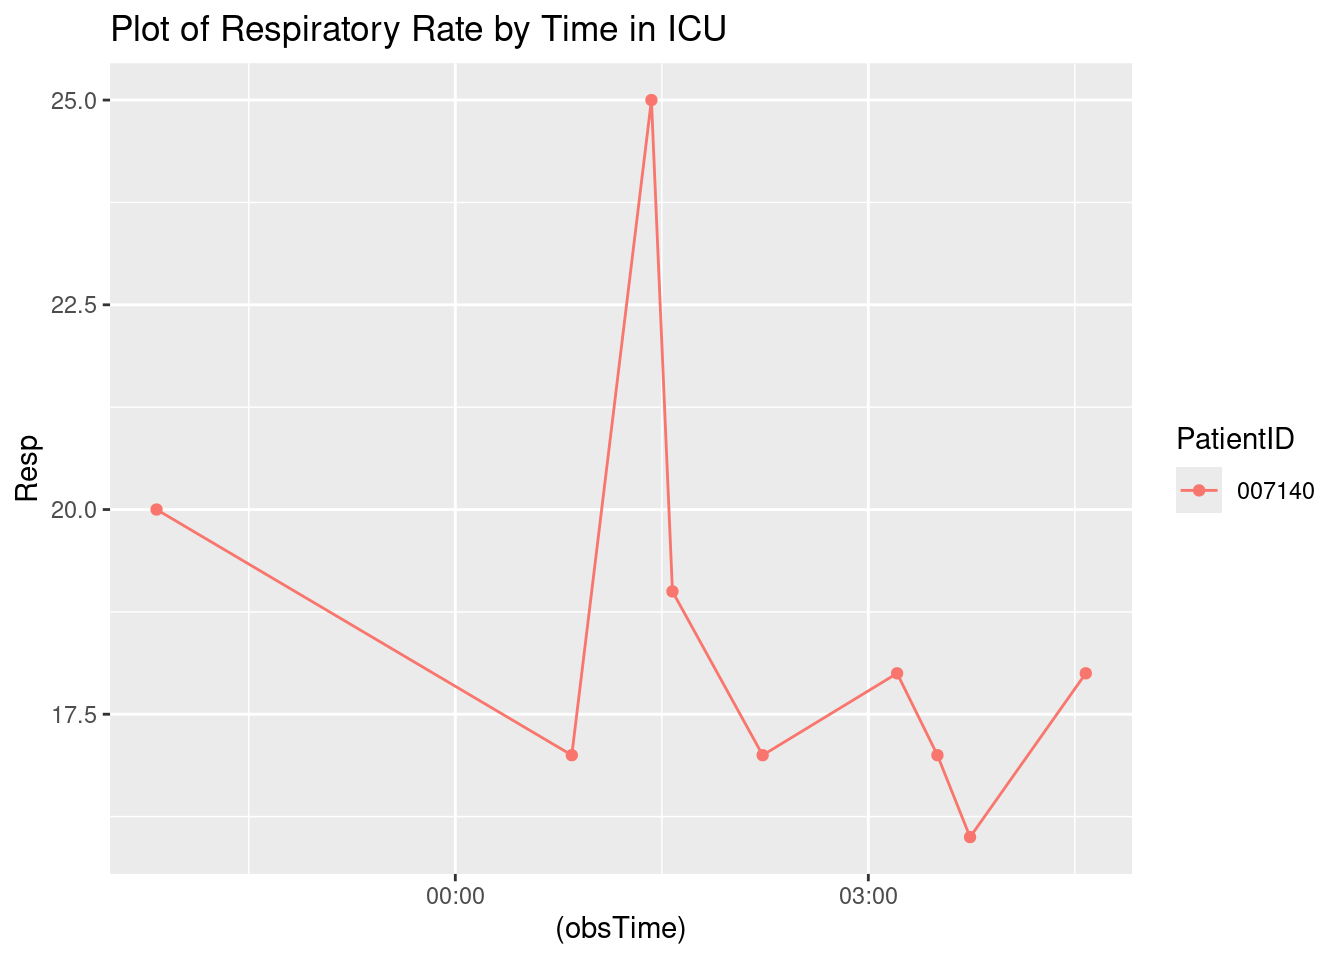 Plot of Respiratory Rate by Time in ICU
25.0
22.5
20.0
17.5
Resp
00:00
03:00
(obsTime)
PatientID
007140